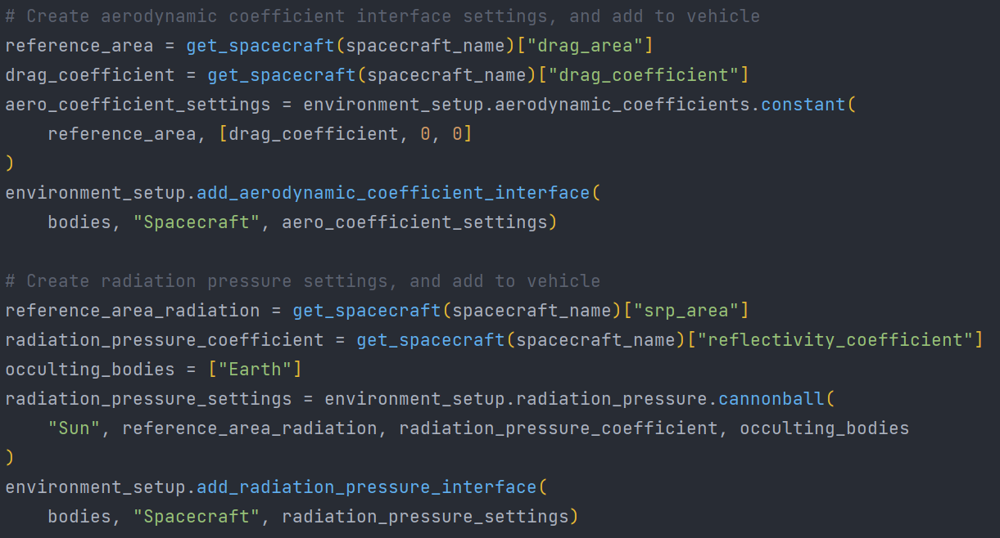 # Create aerodynamic coefficient interface settings, and add to vehicle
reference_area = get_spacecraft(spacecraft_name)["drag_area"]
drag_coefficient = get_spacecraft(spacecraft_name)["drag_coefficient"]
aero_coefficient_settings = environment_setup.aerodynamic_coefficients.constant(
    reference_area, [drag_coefficient, 0, 0]
)
environment_setup.add_aerodynamic_coefficient_interface(
    bodies, "Spacecraft", aero_coefficient_settings)

# Create radiation pressure settings, and add to vehicle
reference_area_radiation = get_spacecraft(spacecraft_name)["srp_area"]
radiation_pressure_coefficient = get_spacecraft(spacecraft_name)["reflectivity_coefficient"]
occulting_bodies = ["Earth"]
radiation_pressure_settings = environment_setup.radiation_pressure.cannonball(
    "Sun", reference_area_radiation, radiation_pressure_coefficient, occulting_bodies
)
environment_setup.add_radiation_pressure_interface(
    bodies, "Spacecraft", radiation_pressure_settings)